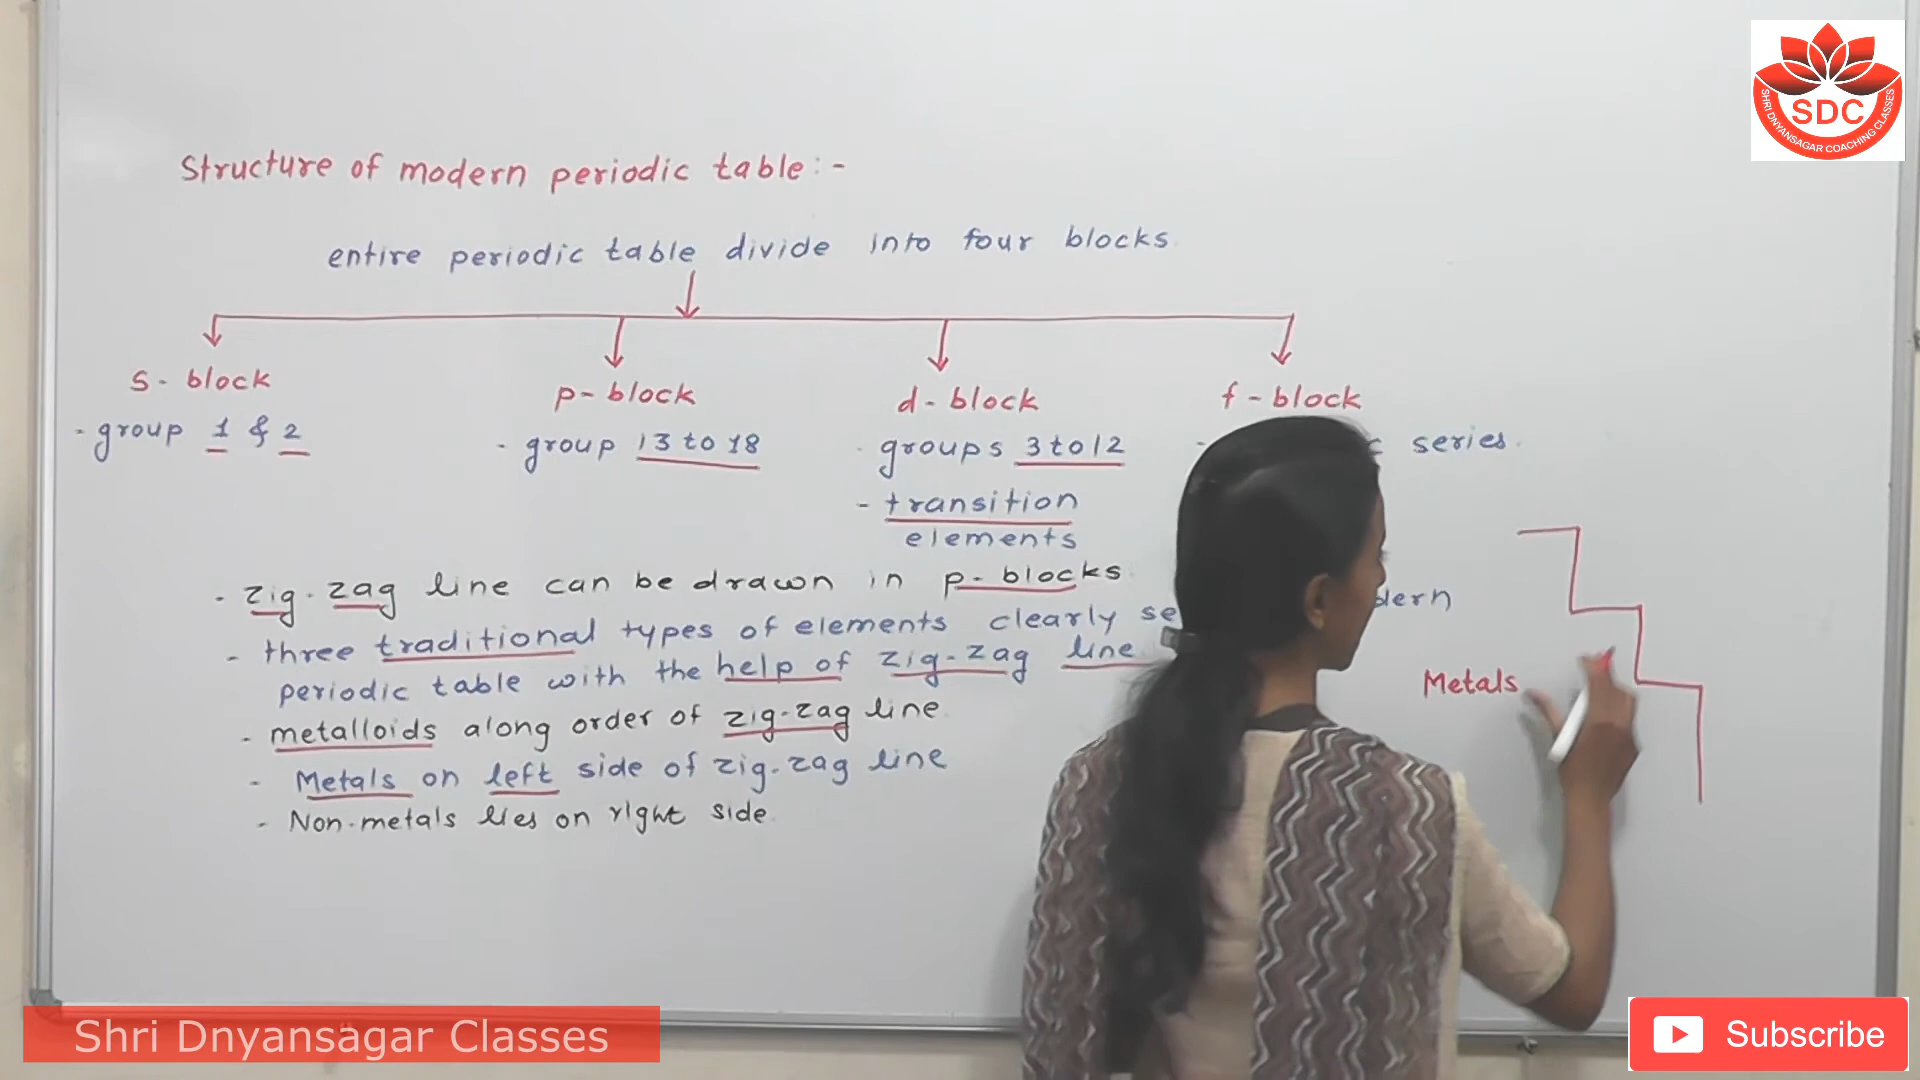 Structure of modern periodic table:-
entire periodic table divide into four blocks.
s-block
- group 1 & 2
p-block
- group 13 to 18
d-block
- groups 3 to 12
- transition
elements
f-block
- series.
- zig-zag line can be drawn in p-blocks.
- three traditional types of elements clearly
periodic table with the help of zig-zag line
- metalloids along order of zig-zag line
- Metals on left side of zig-zag line
- Non-metals lies on right side.
Metals
SDC
SHRI DNYANSAGAR COACHING CLASSES
Shri Dnyansagar Classes
Subscribe